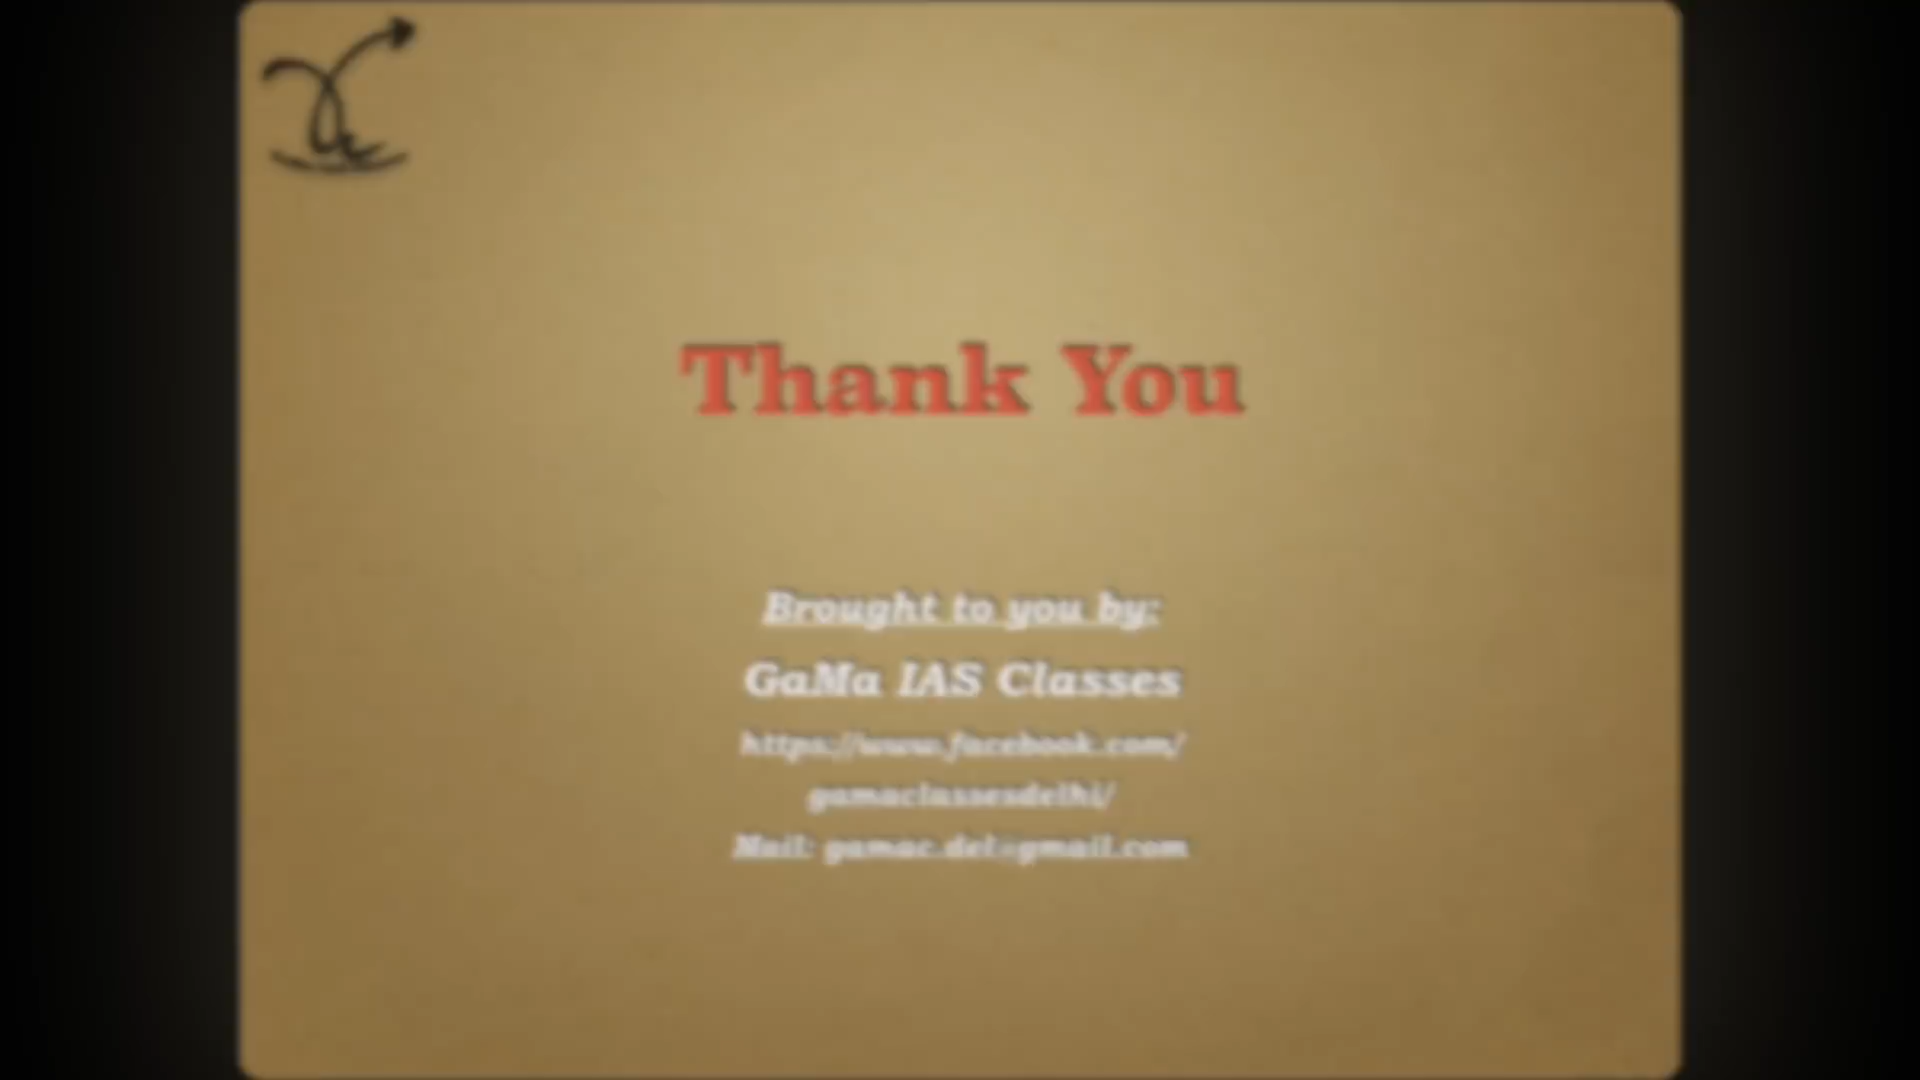 Thank You
Brought to you by:
GaMa IAS Classes
https://www.facebook.com/
gamaclassesdelhi/
Mail: gamac.del@gmail.com